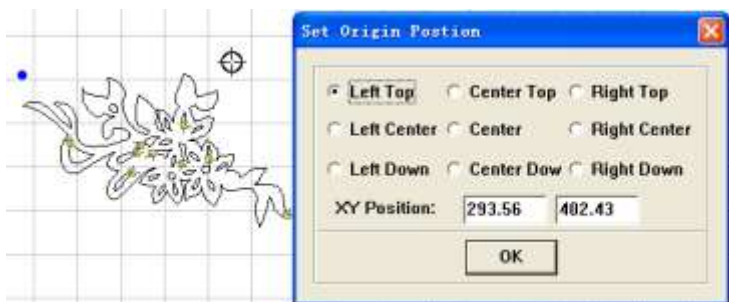 Set Origin Postion
Left Top Center Top Right Top
Left Center Center Right Center
Left Down Center Dow Right Down
XY Position: 293.56 402.43
OK